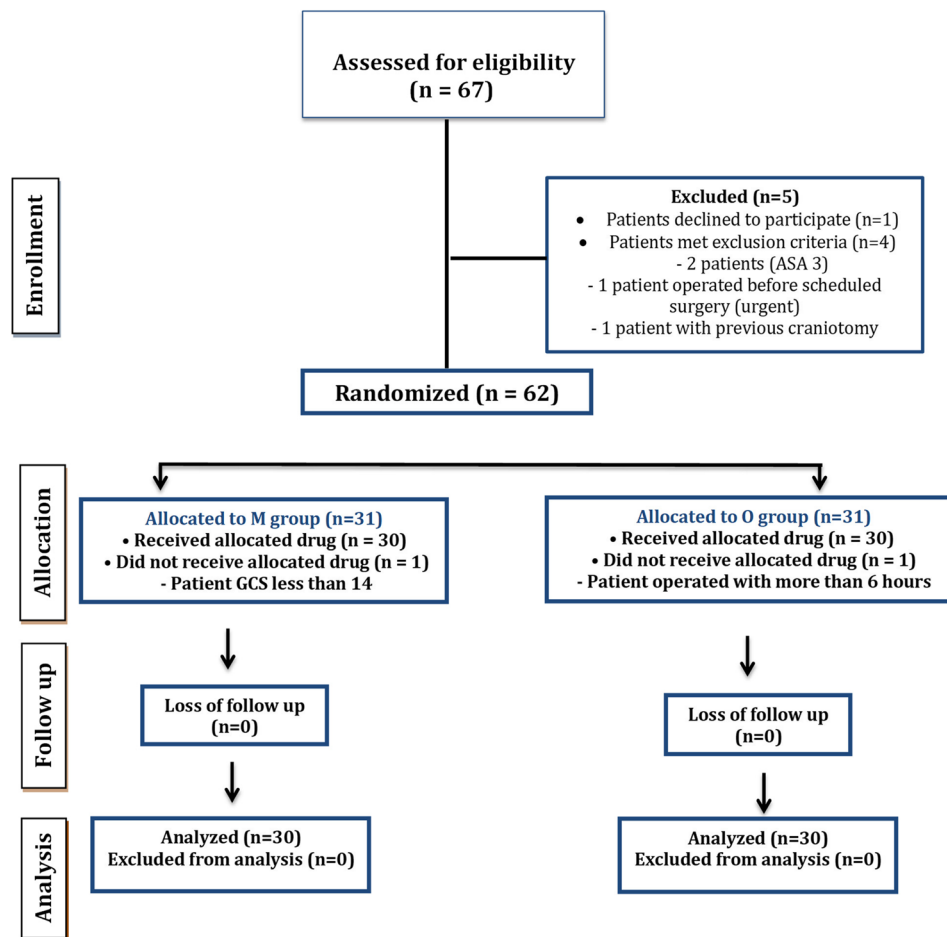 Assessed for eligibility
(n = 67)
Enrollment
Excluded (n=5)
• Patients declined to participate (n=1)
• Patients met exclusion criteria (n=4)
- 2 patients (ASA 3)
- 1 patient operated before scheduled
surgery (urgent)
- 1 patient with previous craniotomy
Randomized (n = 62)
Allocation
Allocated to M group (n=31)
• Received allocated drug (n = 30)
• Did not receive allocated drug (n = 1)
- Patient GCS less than 14
Allocated to O group (n=31)
• Received allocated drug (n = 30)
• Did not receive allocated drug (n = 1)
- Patient operated with more than 6 hours
Follow up
Loss of follow up
(n=0)
Loss of follow up
(n=0)
Analysis
Analyzed (n=30)
Excluded from analysis (n=0)
Analyzed (n=30)
Excluded from analysis (n=0)